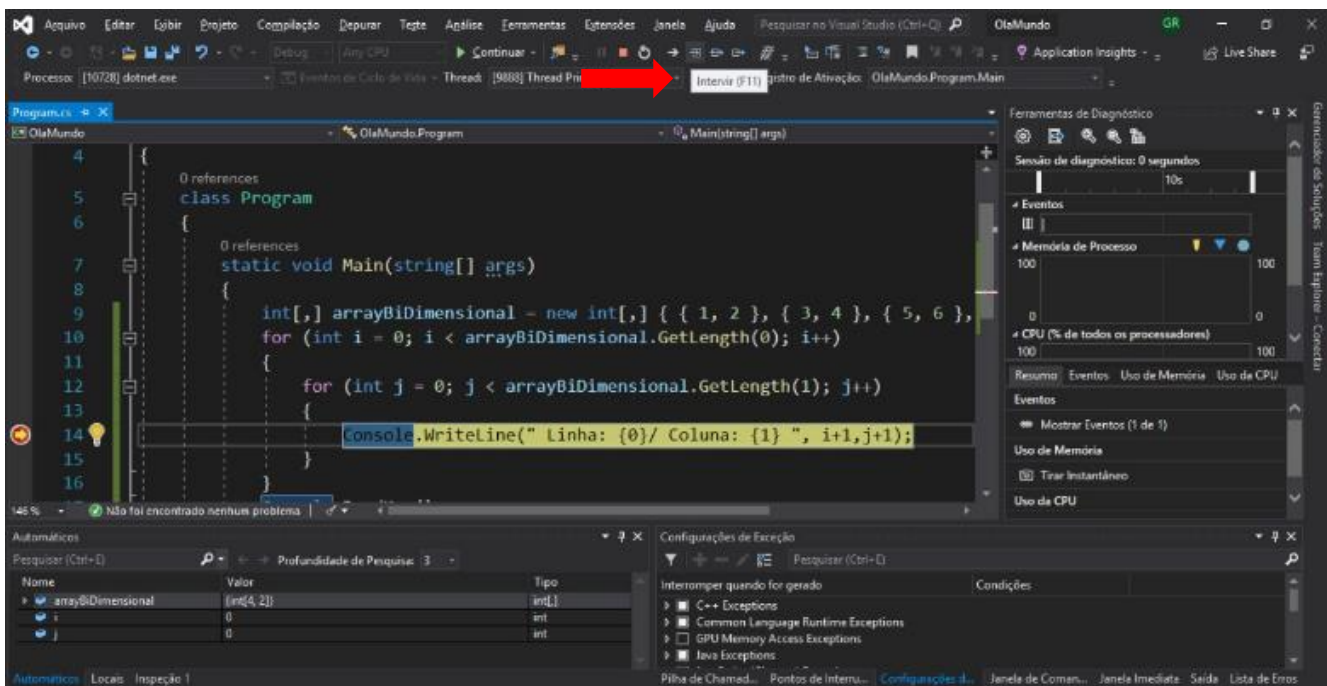 Arquivo Editar Exibir Projeto Compilação Depurar Teste Análise Ferramentas Extensões Janela Ajuda Pesquisar no Visual Studio (Ctrl+Q) OlaMundo GR
Debug Any CPU Continuar Application Insights Live Share
Processo: [10728] dotnet.exe Eventos de Ciclo de Vida Thread: [9888] Thread Pri Intervir (F11) gistro de Ativação: OlaMundo.Program.Main
Program.cs
OlaMundo OlaMundo.Program Main(string[] args)
4 {
0 references
5 class Program
6 {
0 references
7 static void Main(string[] args)
8 {
9 int[,] arrayBiDimensional = new int[,] { { 1, 2 }, { 3, 4 }, { 5, 6 },
10 for (int i = 0; i < arrayBiDimensional.GetLength(0); i++)
11 {
12 for (int j = 0; j < arrayBiDimensional.GetLength(1); j++)
13 {
14 Console.WriteLine(" Linha: {0}/ Coluna: {1} ", i+1,j+1);
15 }
16 }
146 % Não foi encontrado nenhum problema
Ferramentas de Diagnóstico
Sessão de diagnóstico: 0 segundos
10s
Eventos
Memória de Processo
100 100
0 0
CPU (% de todos os processadores)
100 100
Resumo Eventos Uso de Memória Uso da CPU
Eventos
Mostrar Eventos (1 de 1)
Uso de Memória
Tirar Instantâneo
Uso da CPU
Gerenciador de Soluções Team Explorer - Conectar
Automáticos
Pesquisar (Ctrl+E) Profundidade de Pesquisa: 3
Nome Valor Tipo
arrayBiDimensional {int[4, 2]} int[,]
i 0 int
j 0 int
Automáticos Locais Inspeção 1
Configurações de Exceção
Pesquisar (Ctrl+E)
Interromper quando for gerado Condições
C++ Exceptions
Common Language Runtime Exceptions
GPU Memory Access Exceptions
Java Exceptions
Pilha de Chamad... Pontos de Interru... Configurações d... Janela de Coman... Janela Imediata Saída Lista de Erros